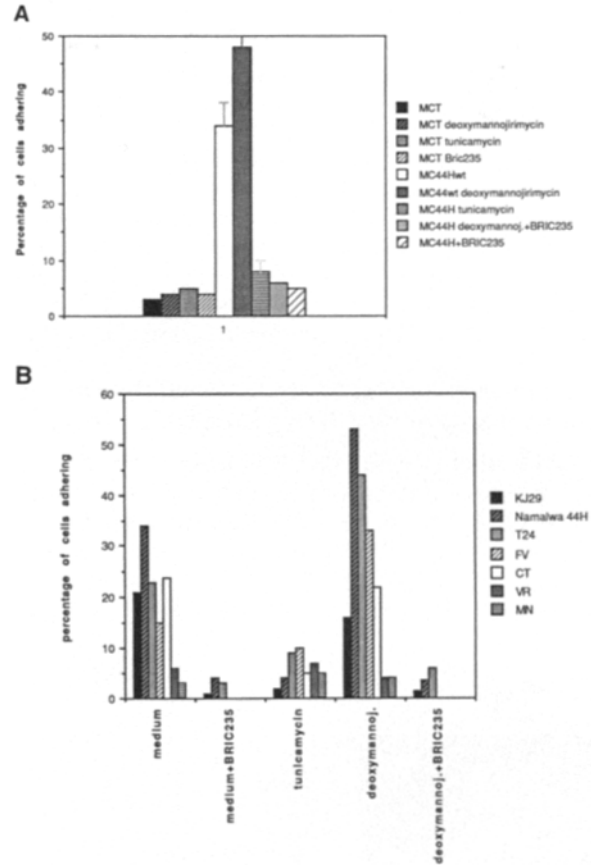 A
Percentage of cells adhering
50
40
30
20
10
0
1
MCT
MCT deoxymannojirimycin
MCT tunicamycin
MCT Bric235
MC44Hwt
MC44wt deoxymannojirimycin
MC44H tunicamycin
MC44H deoxymannoj.+BRIC235
MC44H+BRIC235
B
percentage of cells adhering
60
50
40
30
20
10
0
medium
medium+BRIC235
tunicamycin
deoxymannoj.
deoxymannoj.+BRIC235
KJ29
Namalwa 44H
T24
FV
CT
VR
MN